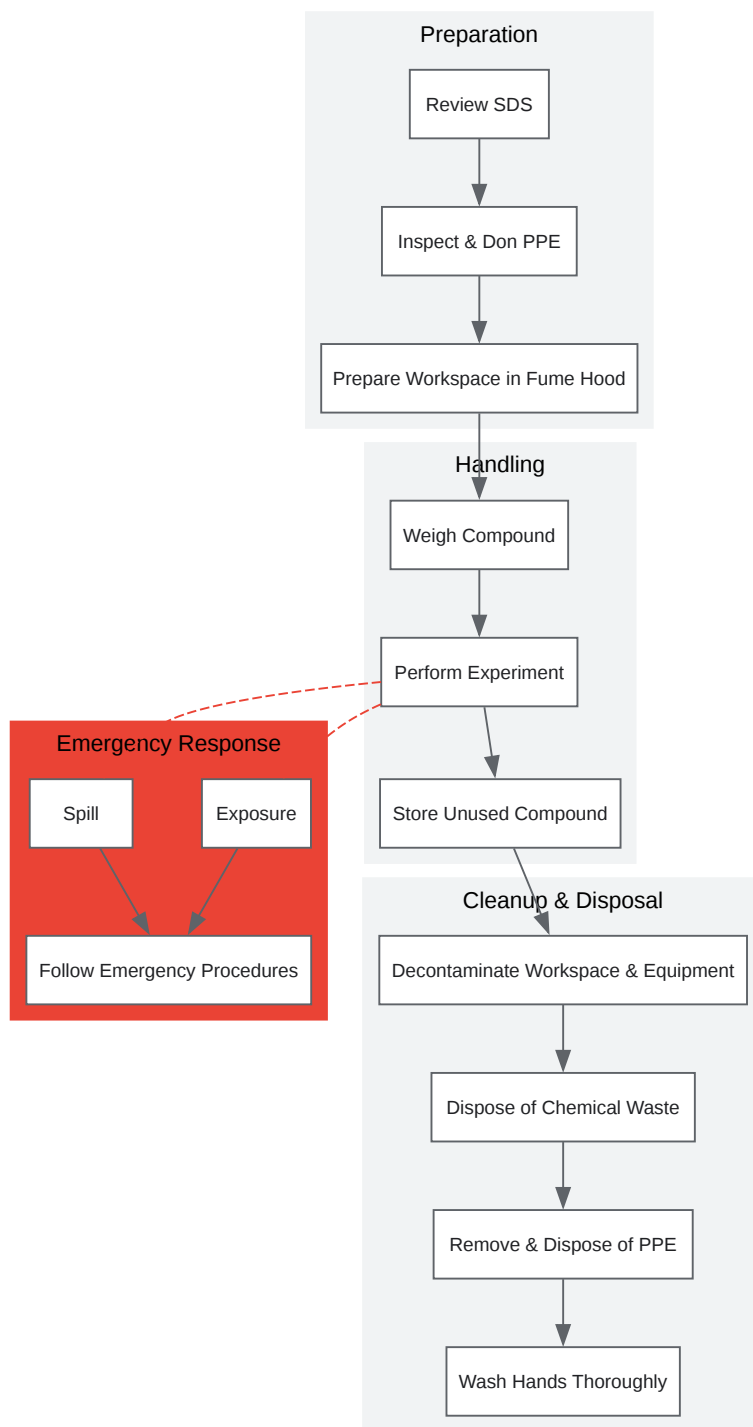 Preparation
Review SDS
Inspect & Don PPE
Prepare Workspace in Fume Hood
Handling
Weigh Compound
Perform Experiment
Store Unused Compound
Emergency Response
Spill
Exposure
Follow Emergency Procedures
Cleanup & Disposal
Decontaminate Workspace & Equipment
Dispose of Chemical Waste
Remove & Dispose of PPE
Wash Hands Thoroughly